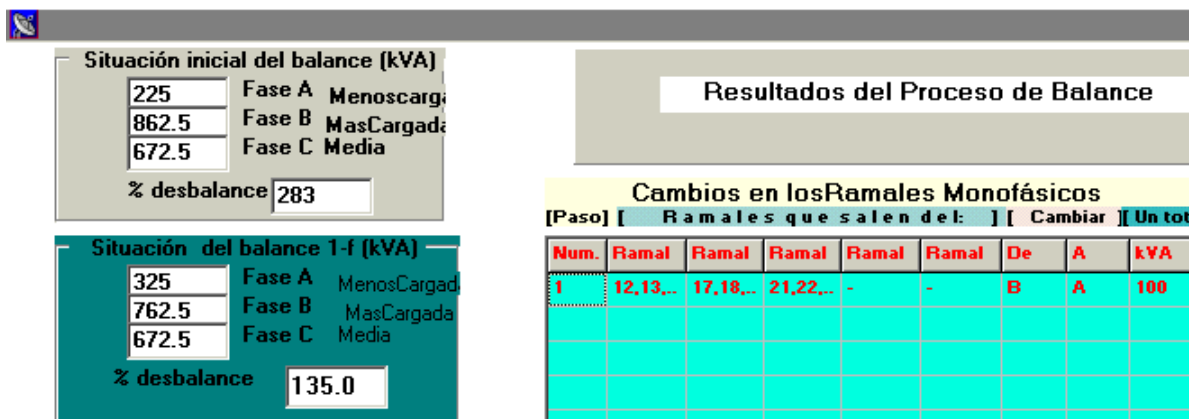 Situación inicial del balance (kVA)
225 Fase A Menoscarg
862.5 Fase B MasCargada
672.5 Fase C Media
% desbalance 283
Resultados del Proceso de Balance
Situación del balance 1-f (kVA)
325 Fase A MenosCargad
762.5 Fase B MasCargada
672.5 Fase C Media
% desbalance 135.0
Cambios en losRamales Monofásicos
[Paso] [ Ramales que salen del: ] [ Cambiar ][ Un tot
Num. Ramal Ramal Ramal Ramal Ramal De A kVA
1 12,13,.. 17,18,.. 21,22,.. - - B A 100